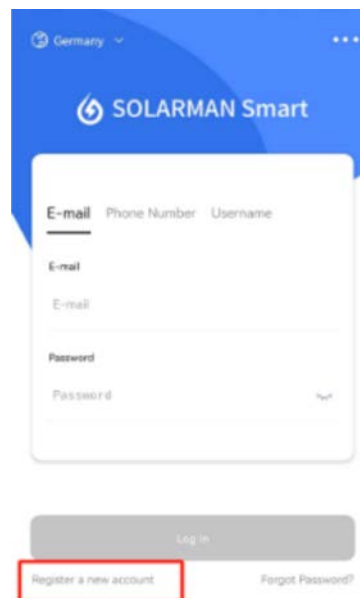 Germany
SOLARMAN Smart
E-mail Phone Number Username
E-mail
E-mail
Password
Password
Log in
Register a new account Forgot Password?